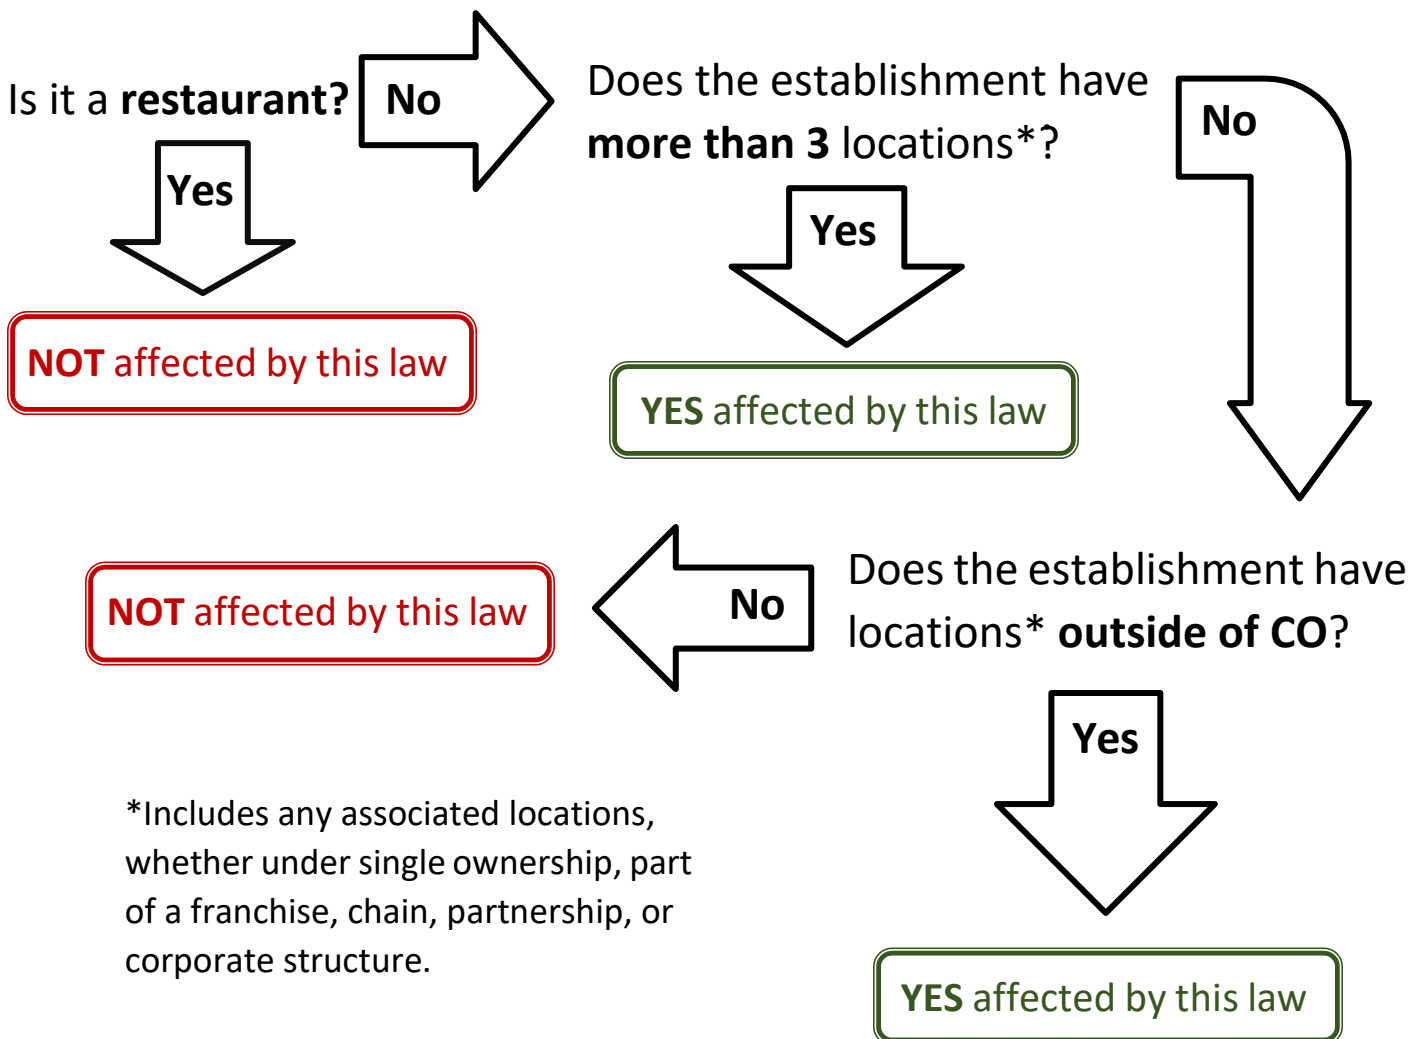 Is it a restaurant?
No
Does the establishment have
more than 3 locations*?
No
Yes
Yes
NOT affected by this law
YES affected by this law
NOT affected by this law
No
Does the establishment have
locations* outside of CO?
Yes
*Includes any associated locations,
whether under single ownership, part
of a franchise, chain, partnership, or
corporate structure.
YES affected by this law